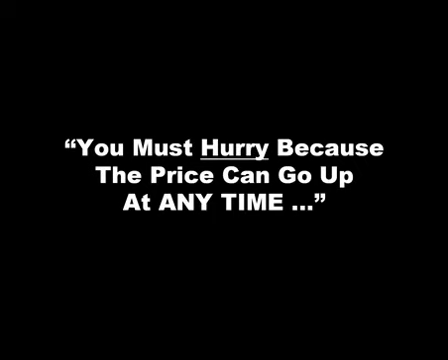 “You Must Hurry Because
The Price Can Go Up
At ANY TIME ...”